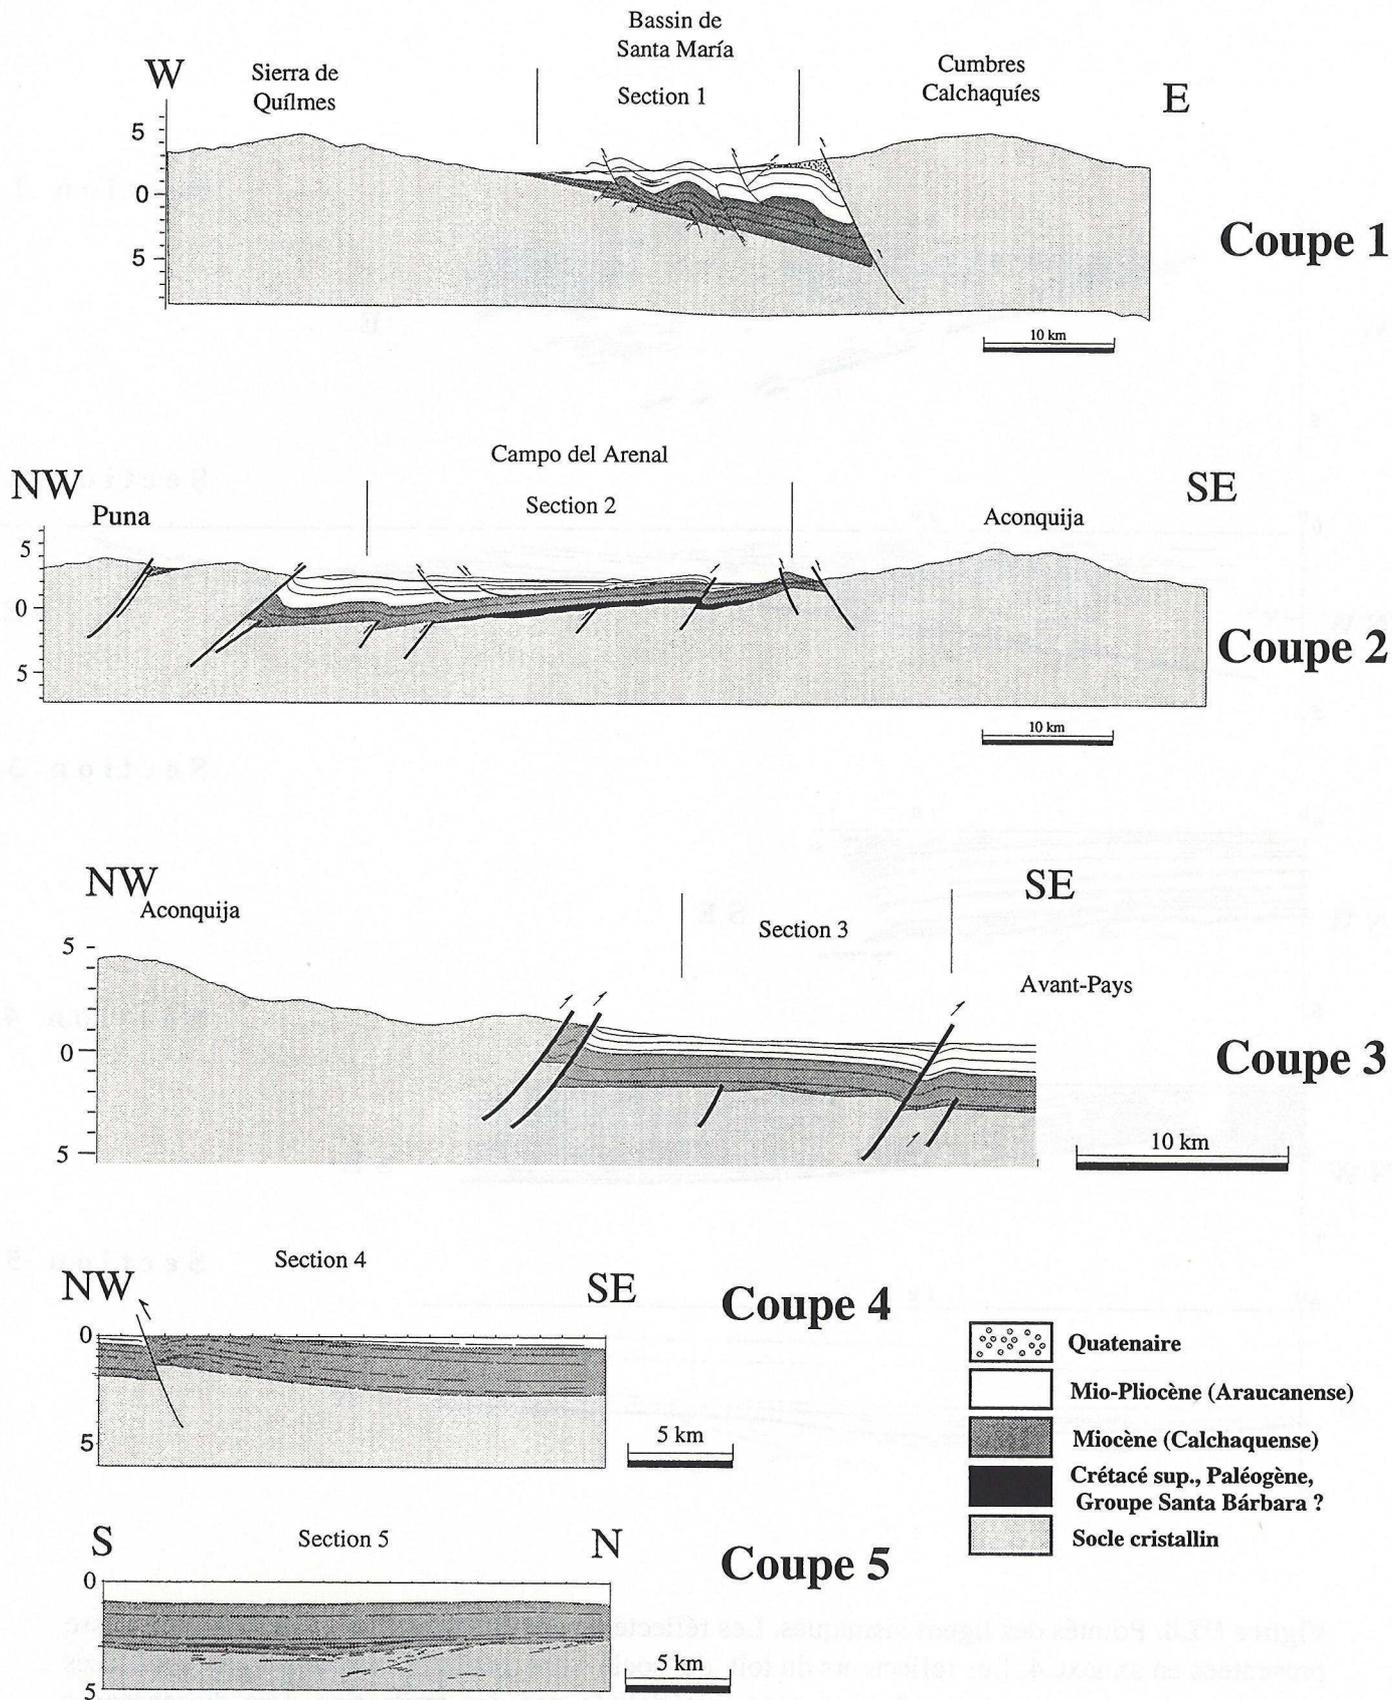 Bassin de
Santa María
W
Sierra de
Quílmes
Section 1
Cumbres
Calchaquíes
E
5
0
5
Coupe 1
10 km
Campo del Arenal
NW
Puna
Section 2
SE
Aconquija
5
0
5
Coupe 2
10 km
NW
Aconquija
Section 3
SE
Avant-Pays
5
0
5
Coupe 3
10 km
Section 4
NW
SE
Coupe 4
0
5
5 km
Quatenaire
Mio-Pliocène (Araucanense)
Miocène (Calchaquense)
Crétacé sup., Paléogène,
Groupe Santa Bárbara ?
Socle cristallin
S
Section 5
N
Coupe 5
0
5
5 km